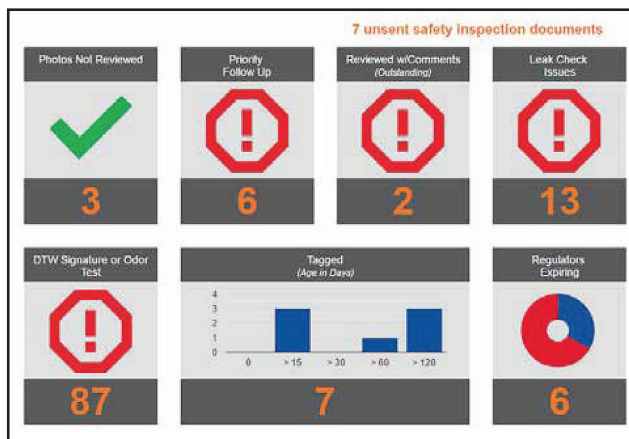 7 unsent safety inspection documents
Photos Not Reviewed
3
Priority
Follow Up
6
Reviewed w/Comments
(Outstanding)
2
Leak Check
Issues
13
DTW Signature or Odor
Test
87
Tagged
(Age in Days)
4
3
2
1
0
0 > 15 > 30 > 60 > 120
7
Regulators
Expiring
6